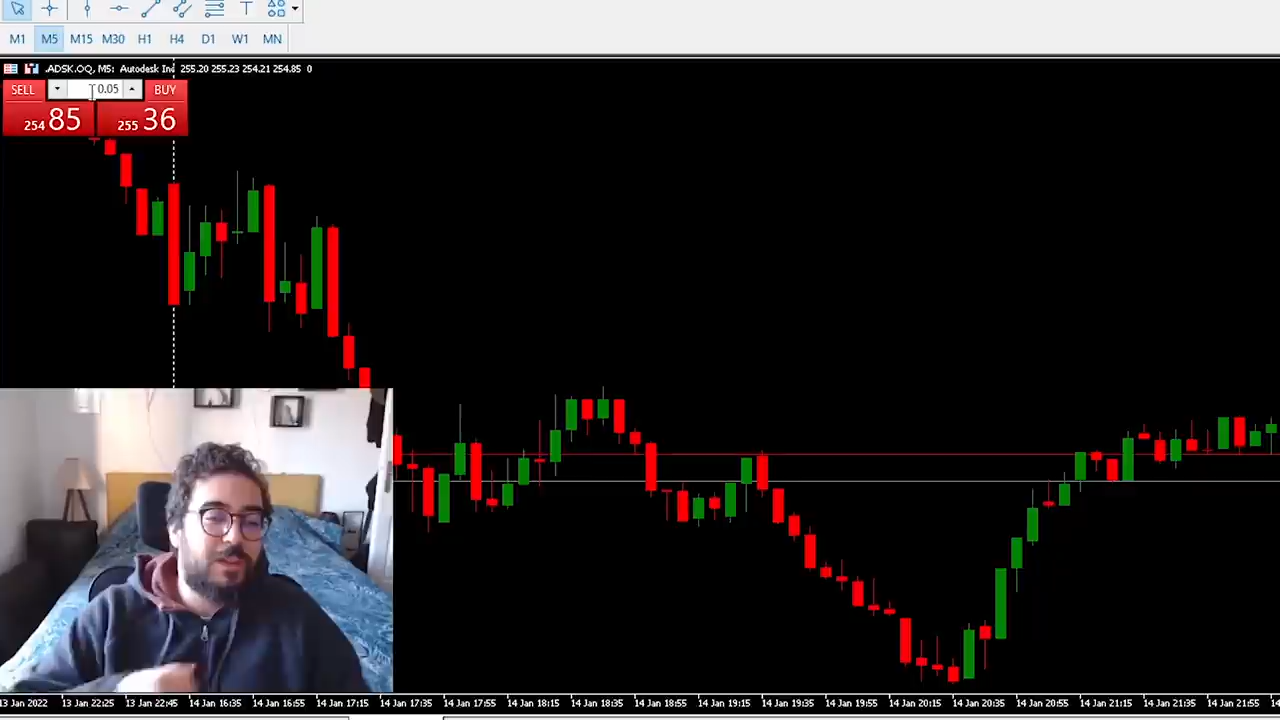 T
M1 M5 M15 M30 H1 H4 D1 W1 MN
.ADSK.OQ, M5: Autodesk Inc 255.20 255.23 254.21 254.85 0
SELL 0.05 BUY
254 85 255 36
13 Jan 2022 13 Jan 22:25 13 Jan 22:45 14 Jan 16:35 14 Jan 16:55 14 Jan 17:15 14 Jan 17:35 14 Jan 17:55 14 Jan 18:15 14 Jan 18:35 14 Jan 18:55 14 Jan 19:15 14 Jan 19:35 14 Jan 19:55 14 Jan 20:15 14 Jan 20:35 14 Jan 20:55 14 Jan 21:15 14 Jan 21:35 14 Jan 21:55